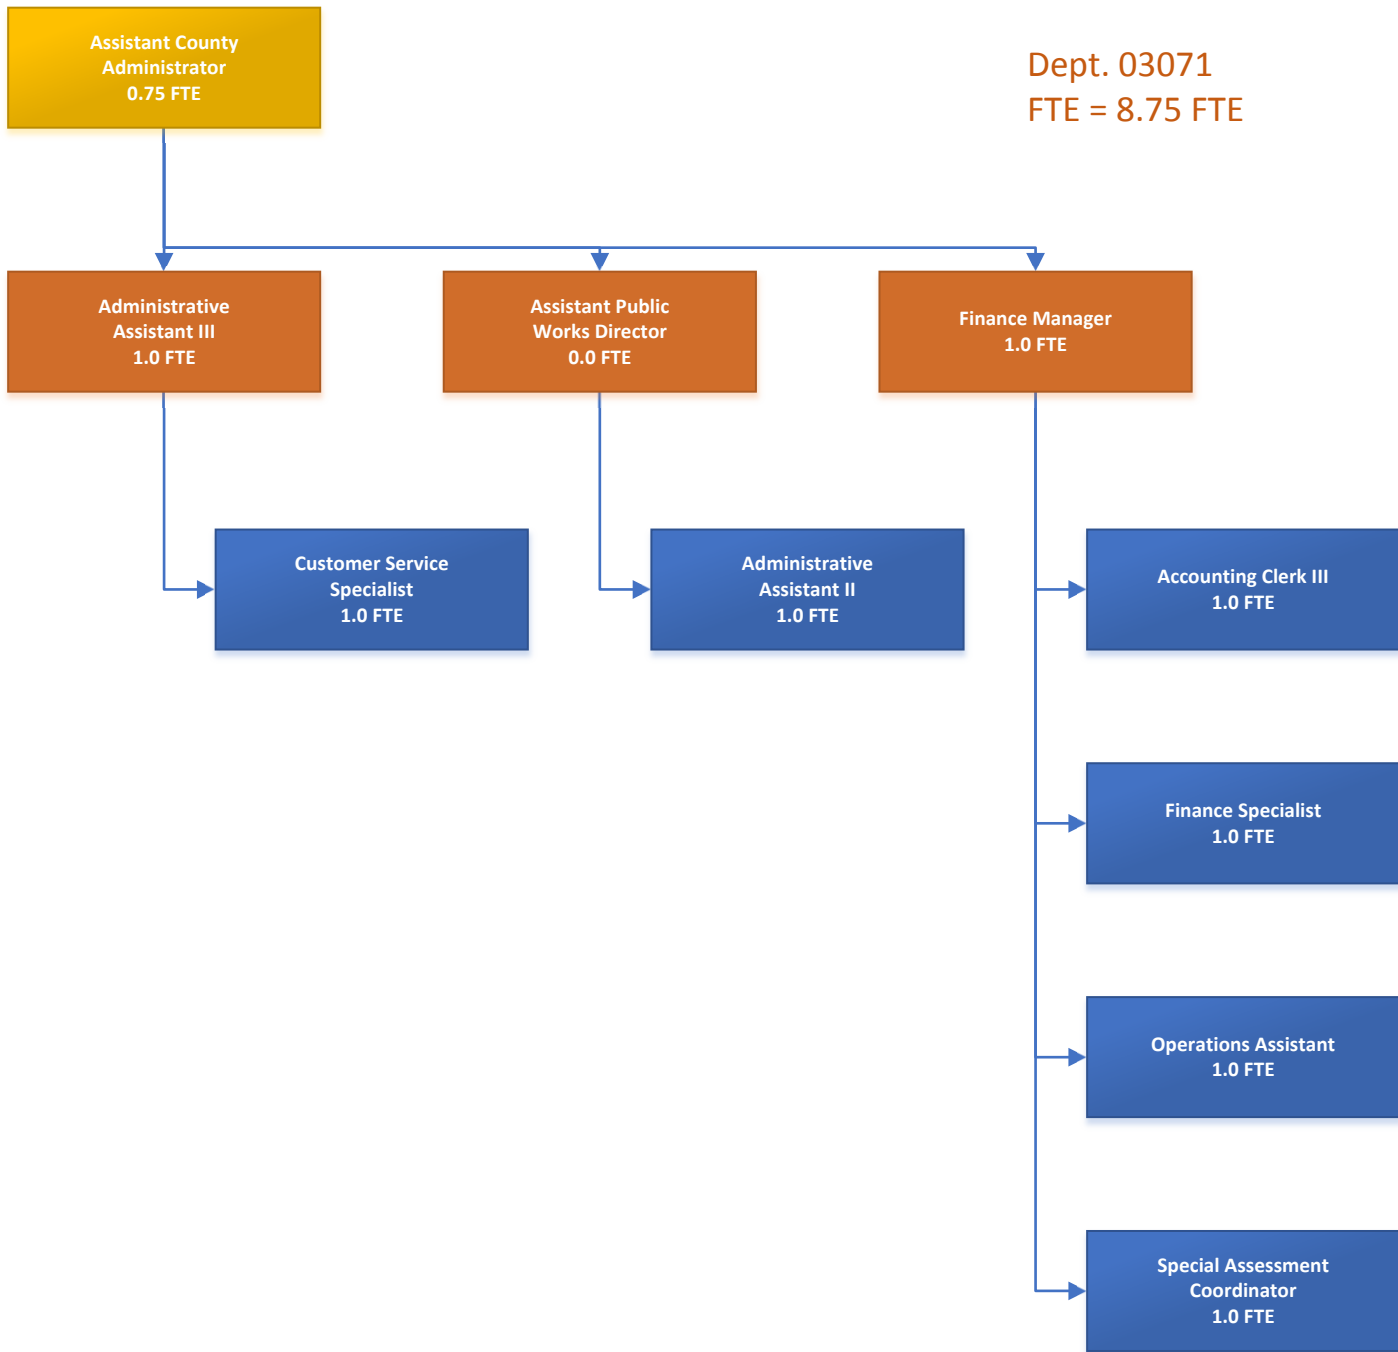 Assistant County
Administrator
0.75 FTE
Dept. 03071
FTE = 8.75 FTE
Administrative
Assistant III
1.0 FTE
Assistant Public
Works Director
0.0 FTE
Finance Manager
1.0 FTE
Customer Service
Specialist
1.0 FTE
Administrative
Assistant II
1.0 FTE
Accounting Clerk III
1.0 FTE
Finance Specialist
1.0 FTE
Operations Assistant
1.0 FTE
Special Assessment
Coordinator
1.0 FTE